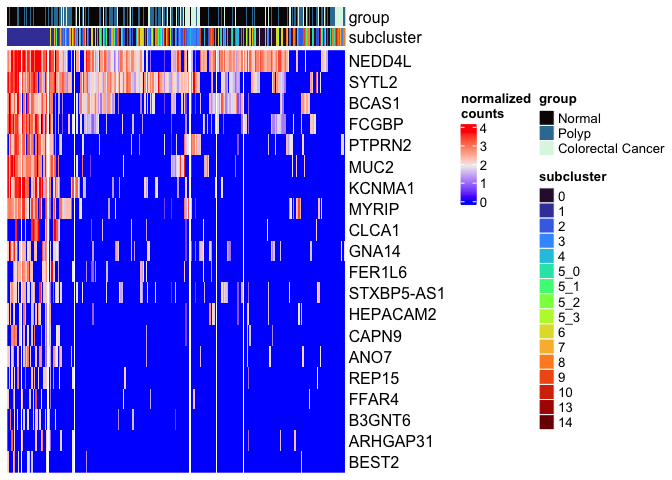 group
subcluster
NEDD4L
SYTL2
BCAS1
FCGBP
PTPRN2
MUC2
KCNMA1
MYRIP
CLCA1
GNA14
FER1L6
STXBP5-AS1
HEPACAM2
CAPN9
ANO7
REP15
FFAR4
B3GNT6
ARHGAP31
BEST2
normalized
counts
4
3
2
1
0
group
Normal
Polyp
Colorectal Cancer
subcluster
0
1
2
3
4
5_0
5_1
5_2
5_3
6
7
8
9
10
13
14